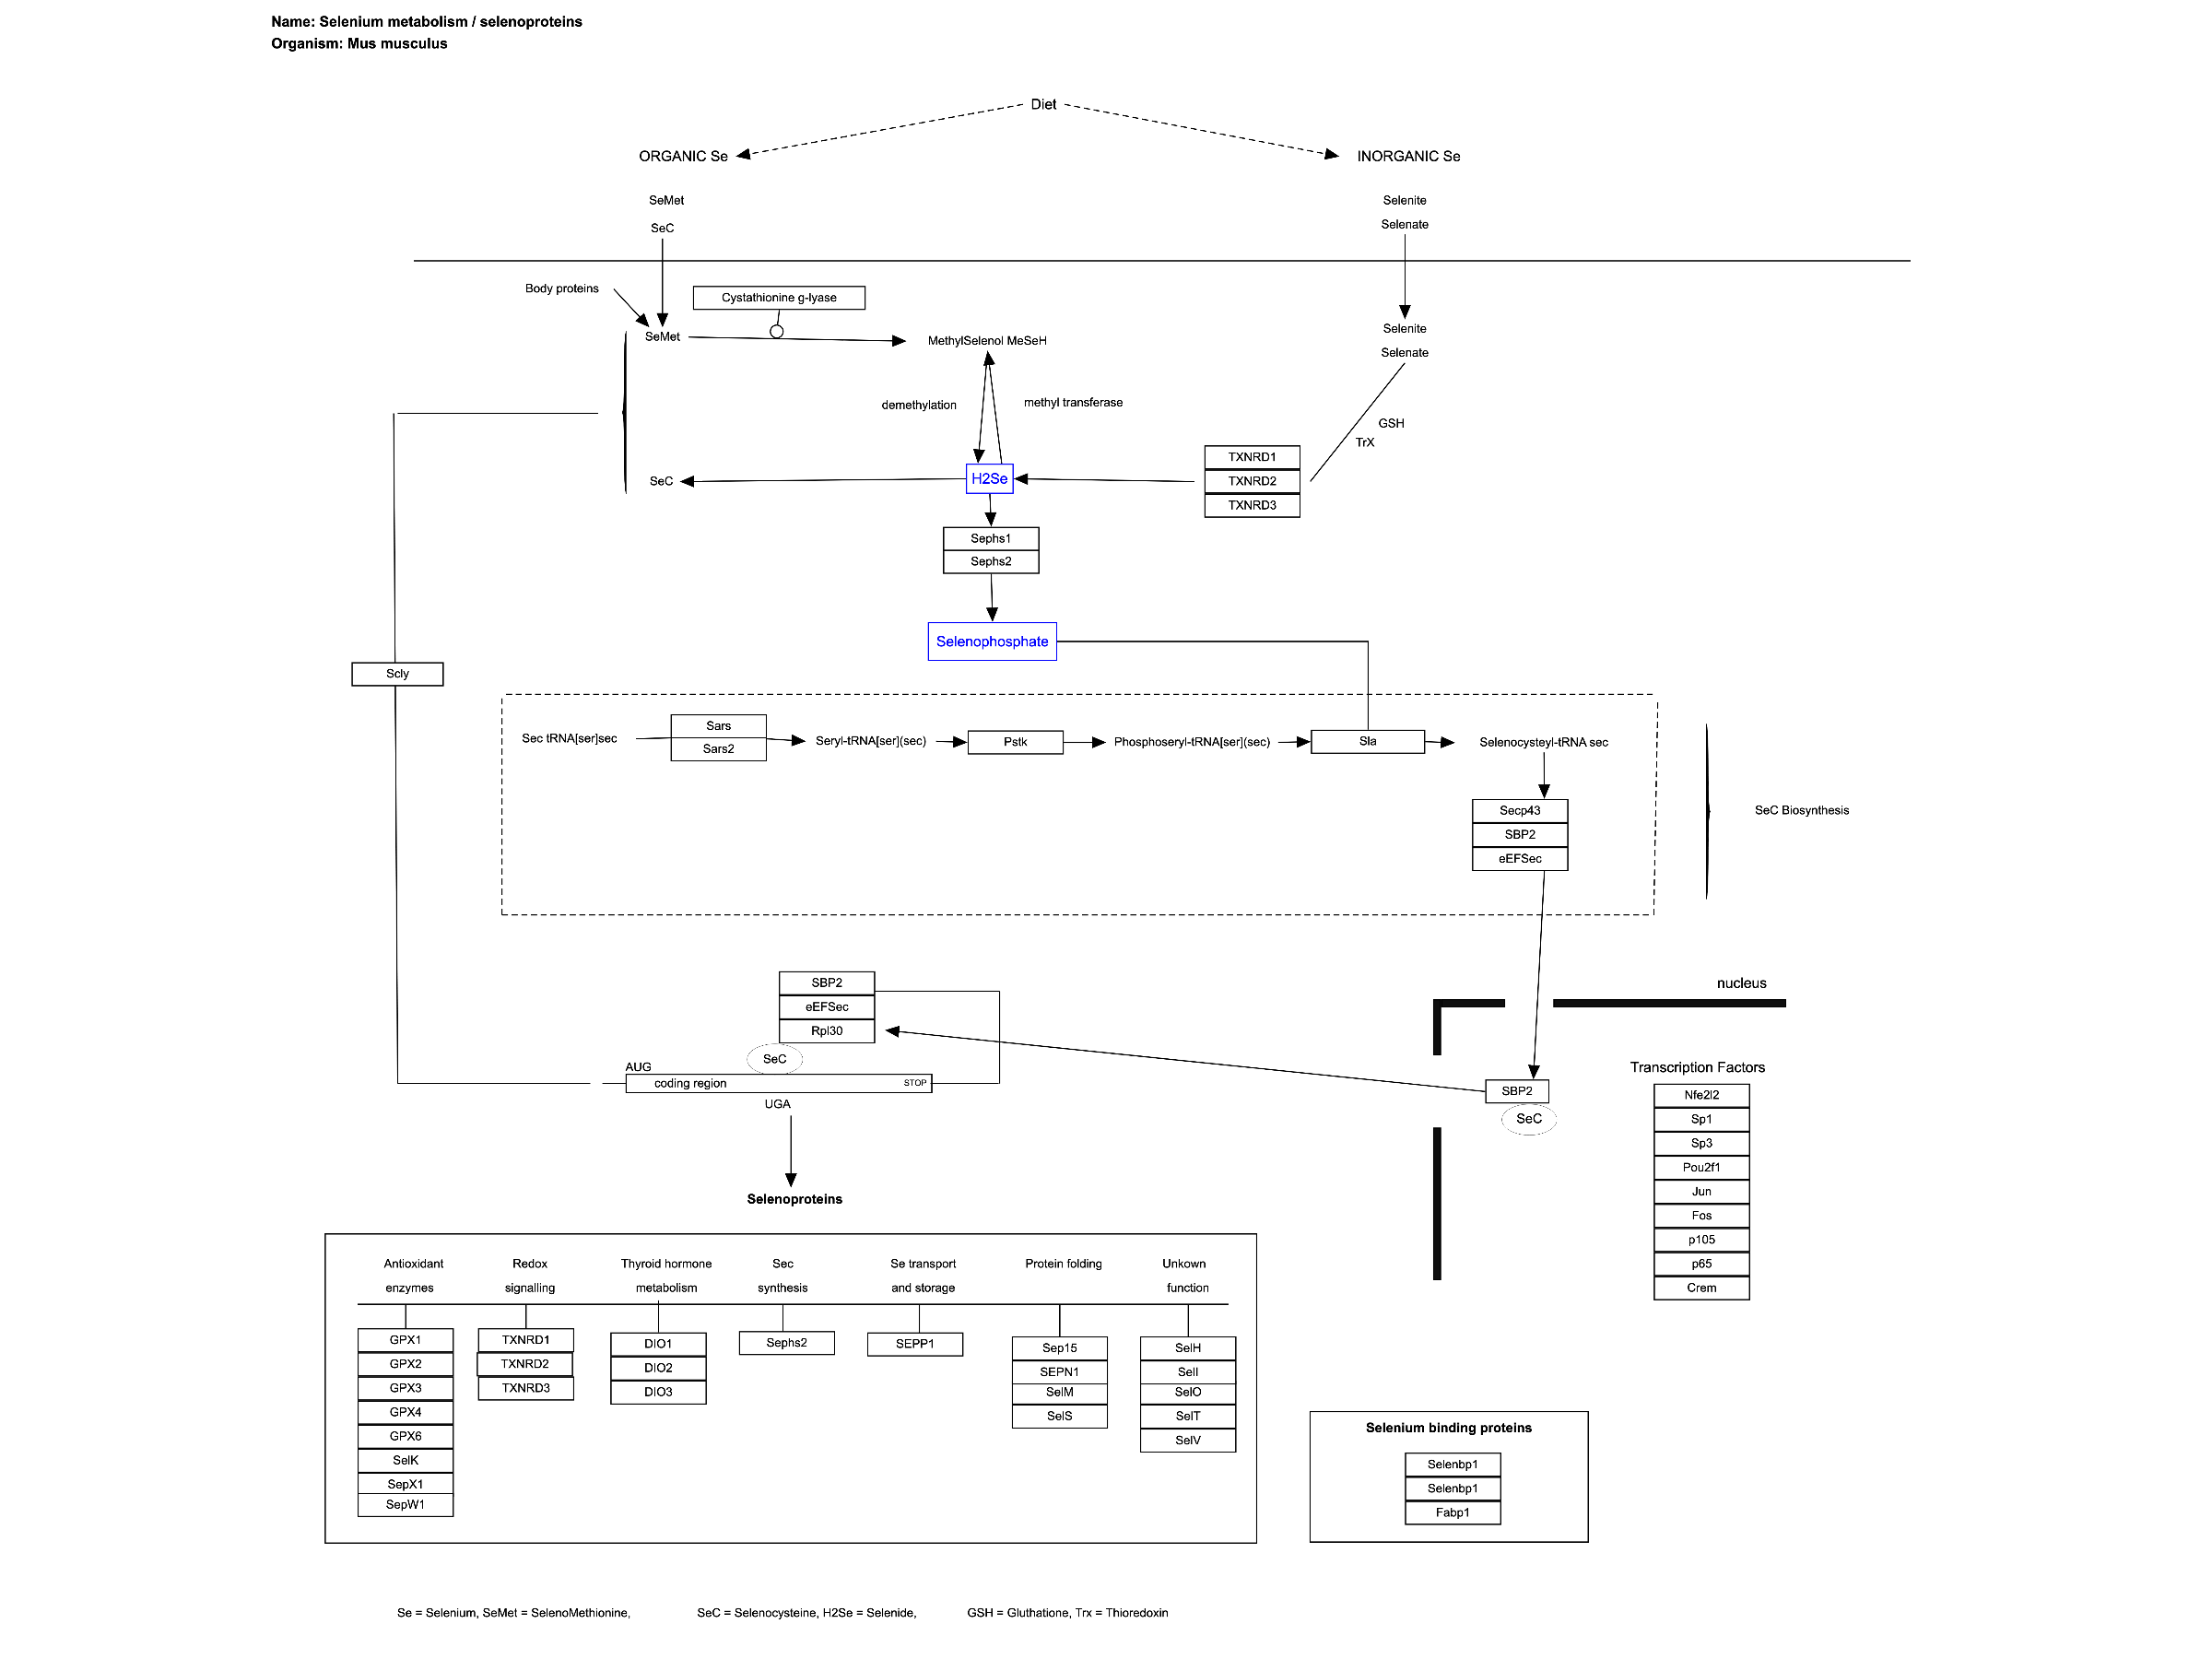 Name: Selenium metabolism / selenoproteins
Organism: Mus musculus
Diet
ORGANIC Se
INORGANIC Se
SeMet
SeC
Selenite
Selenate
Body proteins
Cystathionine g-lyase
SeMet
MethylSelenol MeSeH
Selenite
Selenate
demethylation
methyl transferase
GSH
TrX
TXNRD1
TXNRD2
TXNRD3
SeC
H2Se
Sephs1
Sephs2
Selenophosphate
Scly
Sec tRNA[ser]sec
Sars
Sars2
Seryl-tRNA[ser](sec)
Pstk
Phosphoseryl-tRNA[ser](sec)
Sla
Selenocysteyl-tRNA sec
Secp43
SBP2
eEFSec
SeC Biosynthesis
SBP2
eEFSec
Rpl30
SeC
AUG
coding region
STOP
UGA
nucleus
SBP2
SeC
Transcription Factors
Nfe2l2
Sp1
Sp3
Pou2f1
Jun
Fos
p105
p65
Crem
Selenoproteins
Antioxidant
enzymes
GPX1
GPX2
GPX3
GPX4
GPX6
SelK
SepX1
SepW1
Redox
signalling
TXNRD1
TXNRD2
TXNRD3
Thyroid hormone
metabolism
DIO1
DIO2
DIO3
Sec
synthesis
Sephs2
Se transport
and storage
SEPP1
Protein folding
Sep15
SEPN1
SelM
SelS
Unkown
function
SelH
SelI
SelO
SelT
SelV
Selenium binding proteins
Selenbp1
Selenbp1
Fabp1
Se = Selenium, SeMet = SelenoMethionine, SeC = Selenocysteine, H2Se = Selenide, GSH = Gluthatione, Trx = Thioredoxin